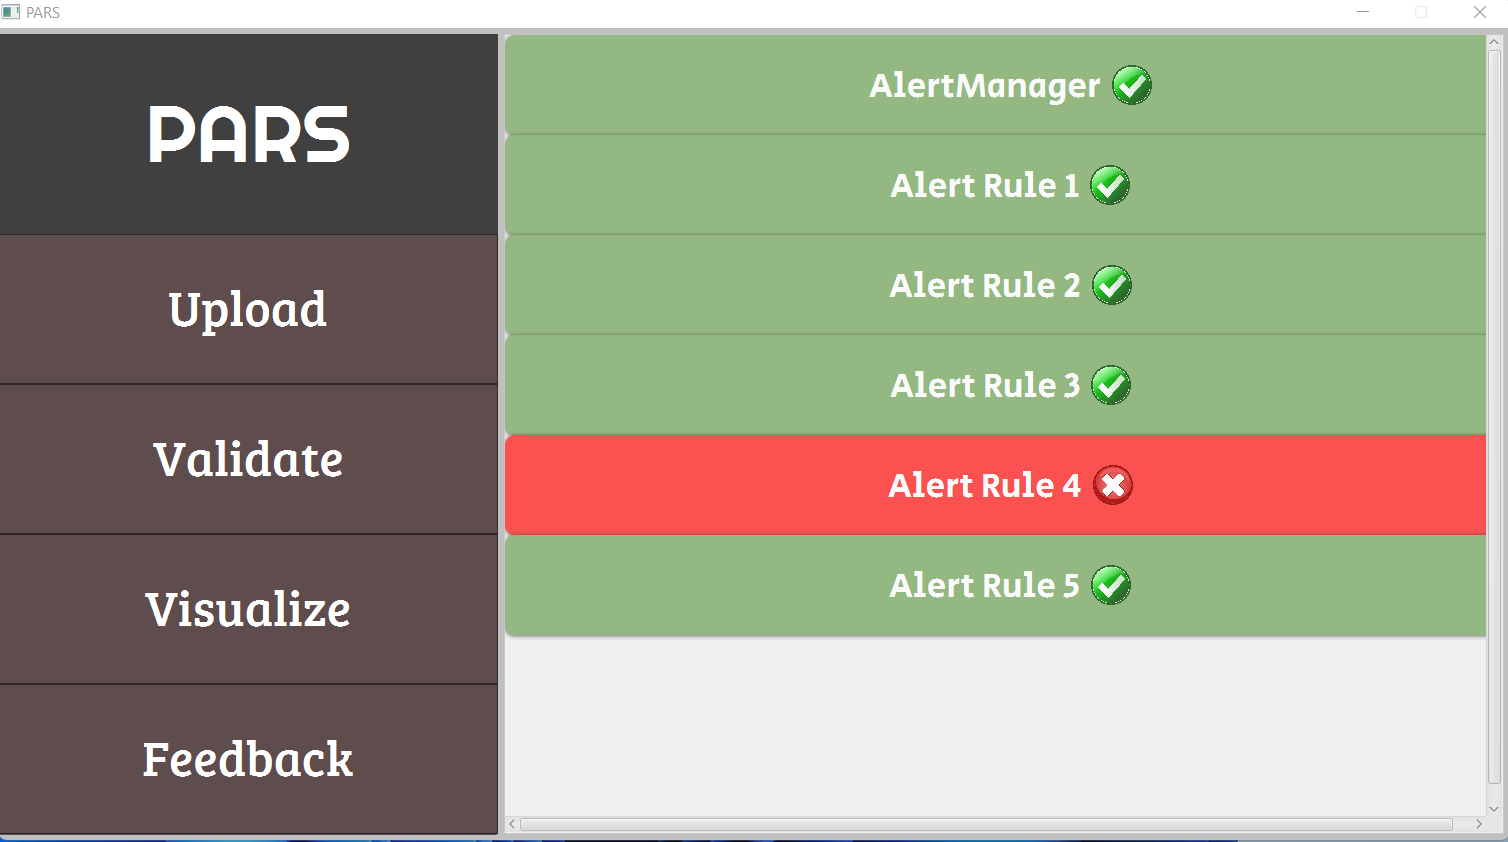 PARS
PARS
Upload
Validate
Visualize
Feedback
AlertManager
Alert Rule 1
Alert Rule 2
Alert Rule 3
Alert Rule 4
Alert Rule 5